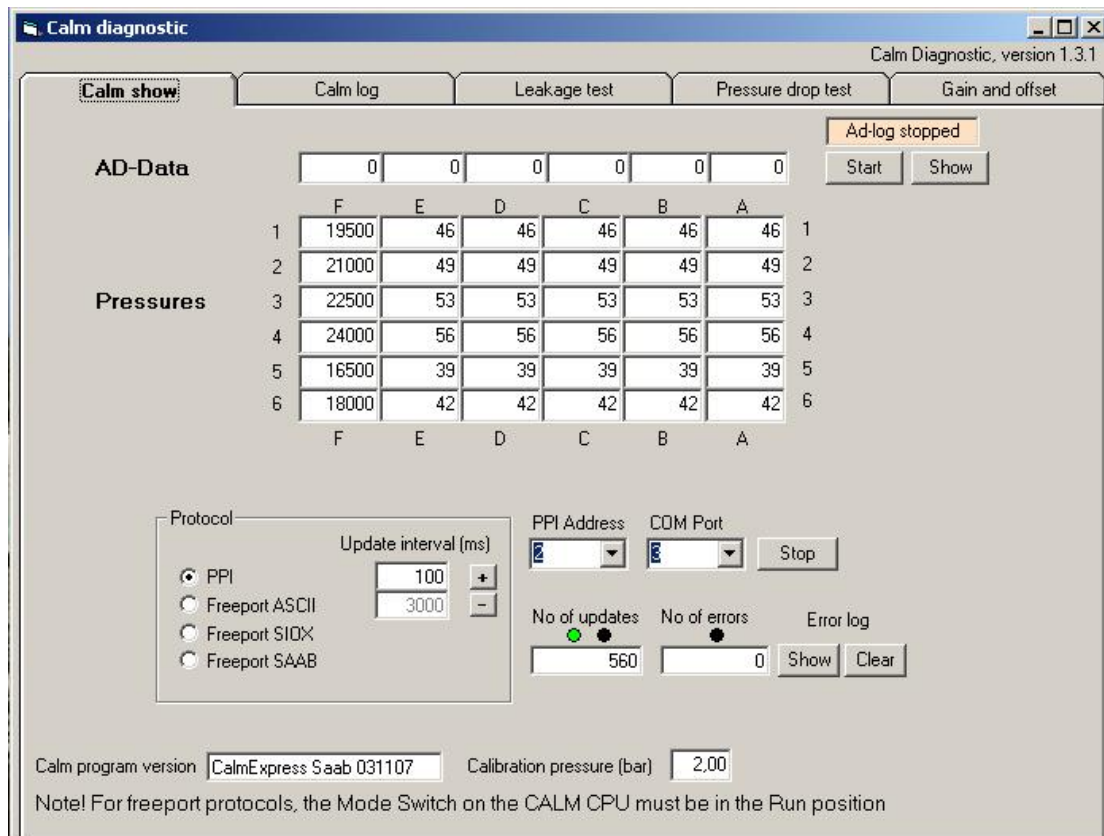 Calm diagnostic
Calm Diagnostic, version 1.3.1
Calm show Calm log Leakage test Pressure drop test Gain and offset
Ad-log stopped
AD-Data 0 0 0 0 0 0 Start Show
F E D C B A
1 19500 46 46 46 46 46 1
2 21000 49 49 49 49 49 2
Pressures 3 22500 53 53 53 53 53 3
4 24000 56 56 56 56 56 4
5 16500 39 39 39 39 39 5
6 18000 42 42 42 42 42 6
F E D C B A
Protocol
Update interval (ms)
PPI 100 +
Freeport ASCII 3000 -
Freeport SIOX
Freeport SAAB
PPI Address COM Port
2 3 Stop
No of updates No of errors Error log
560 0 Show Clear
Calm program version CalmExpress Saab 031107 Calibration pressure (bar) 2,00
Note! For freeport protocols, the Mode Switch on the CALM CPU must be in the Run position